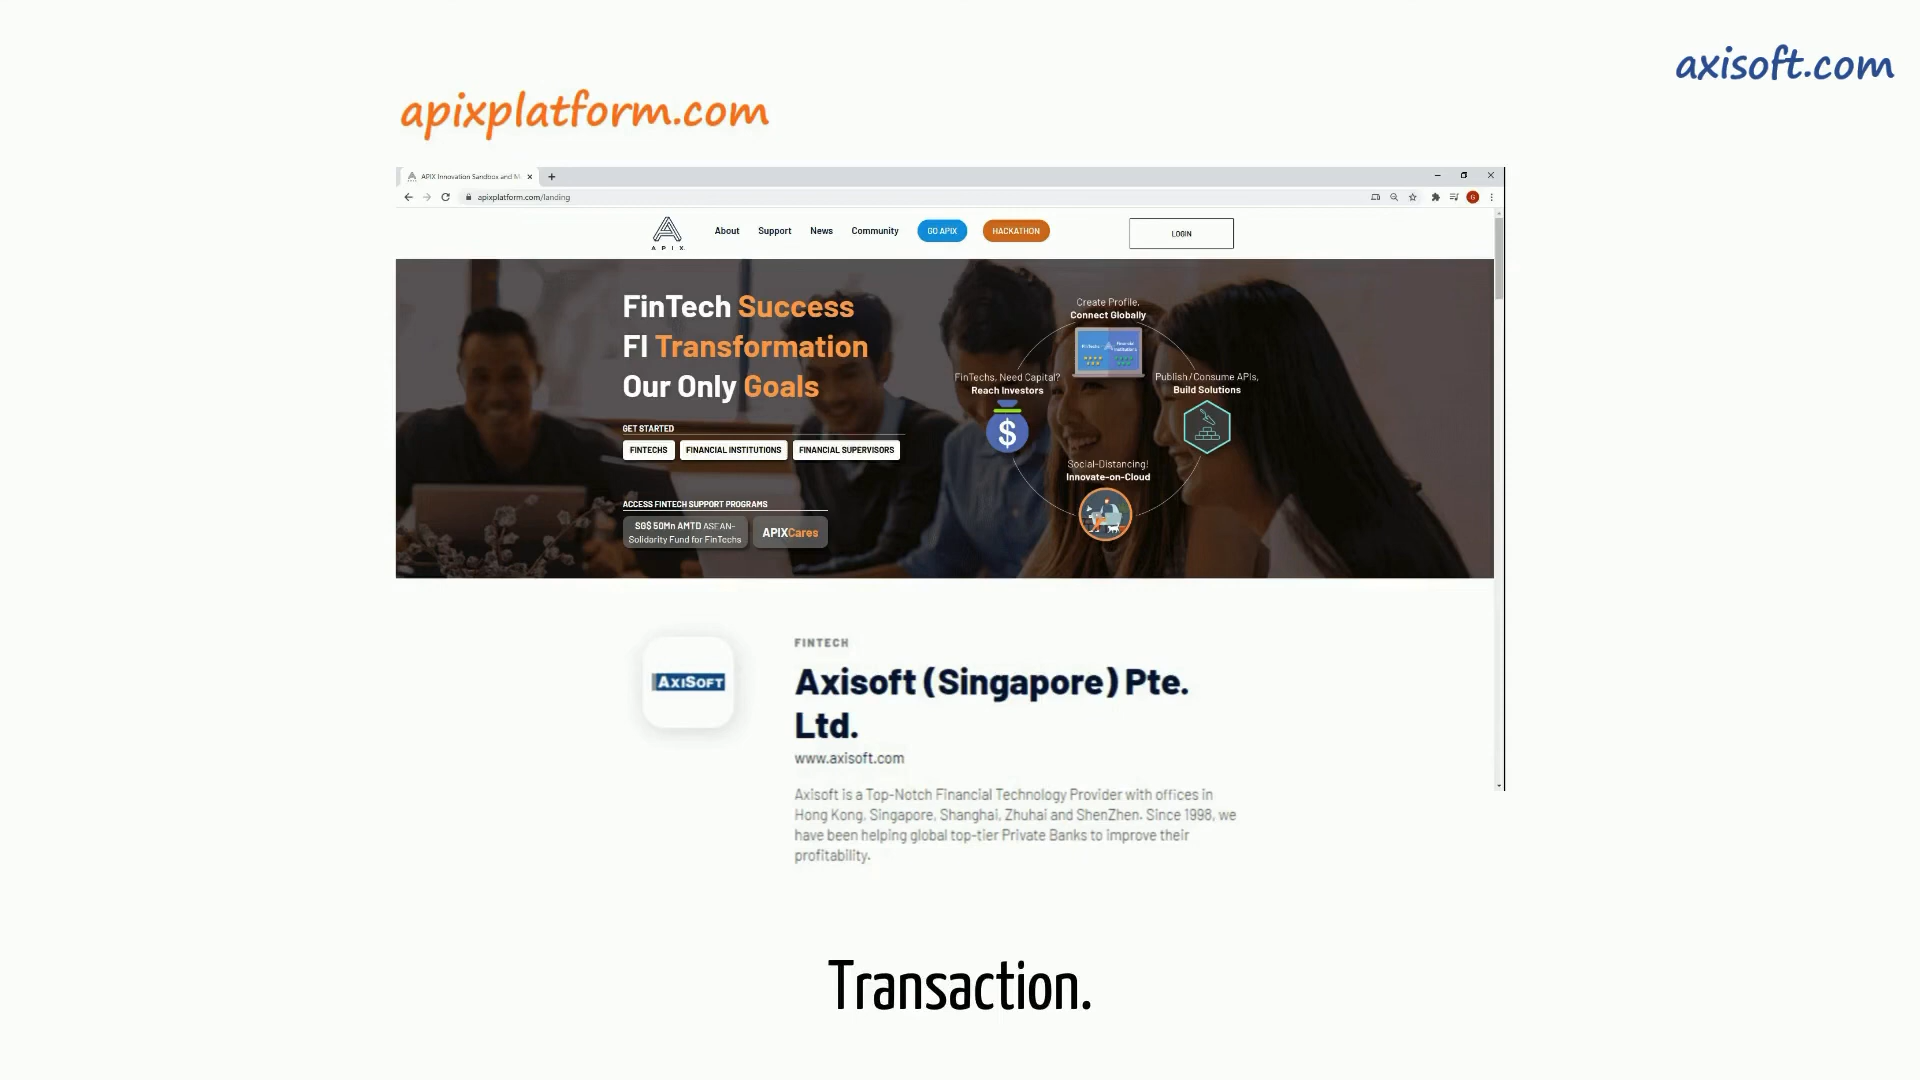 axisoft.com
apixplatform.com
APIX Innovation Sandbox and M
apixplatform.com/landing
APIX
About
Support
News
Community
GO APIX
HACKATHON
LOGIN
FinTech Success
FI Transformation
Our Only Goals
GET STARTED
FINTECHS
FINANCIAL INSTITUTIONS
FINANCIAL SUPERVISORS
ACCESS FINTECH SUPPORT PROGRAMS
SG$ 50Mn AMTD ASEAN-
Solidarity Fund for FinTechs
APIXCares
Create Profile.
Connect Globally
FinTechs, Need Capital?
Reach Investors
$
Publish/Consume APIs,
Build Solutions
Social-Distancing!
Innovate-on-Cloud
AXISOFT
FINTECH
Axisoft (Singapore) Pte.
Ltd.
www.axisoft.com
Axisoft is a Top-Notch Financial Technology Provider with offices in
Hong Kong, Singapore, Shanghai, Zhuhai and ShenZhen. Since 1998, we
have been helping global top-tier Private Banks to improve their
profitability.
Transaction.